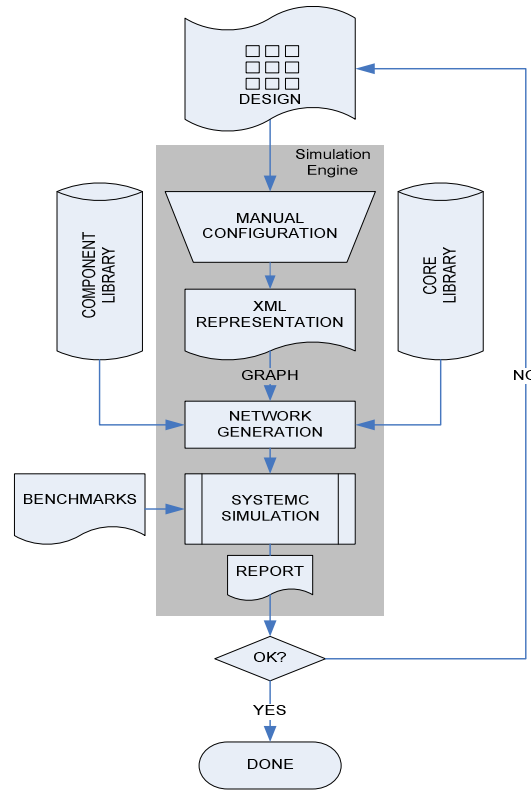 DESIGN
Simulation
Engine
MANUAL
CONFIGURATION
COMPONENT
LIBRARY
CORE
LIBRARY
XML
REPRESENTATION
GRAPH
NO
NETWORK
GENERATION
BENCHMARKS
SYSTEMC
SIMULATION
REPORT
OK?
YES
DONE